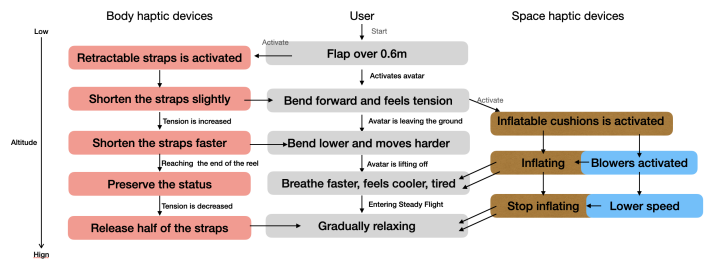 Body haptic devices
User
Space haptic devices
Low
Start
Activate
Flap over 0.6m
Retractable straps is activated
Activates avatar
Shorten the straps slightly
Bend forward and feels tension
Activate
Inflatable cushions is activated
Tension is increased
Avatar is leaving the ground
Altitude
Shorten the straps faster
Bend lower and moves harder
Reaching the end of the reel
Avatar is lifting off
Inflating
Blowers activated
Preserve the status
Breathe faster, feels cooler, tired
Tension is decreased
Entering Steady Flight
Stop inflating
Lower speed
Release half of the straps
Gradually relaxing
Hign